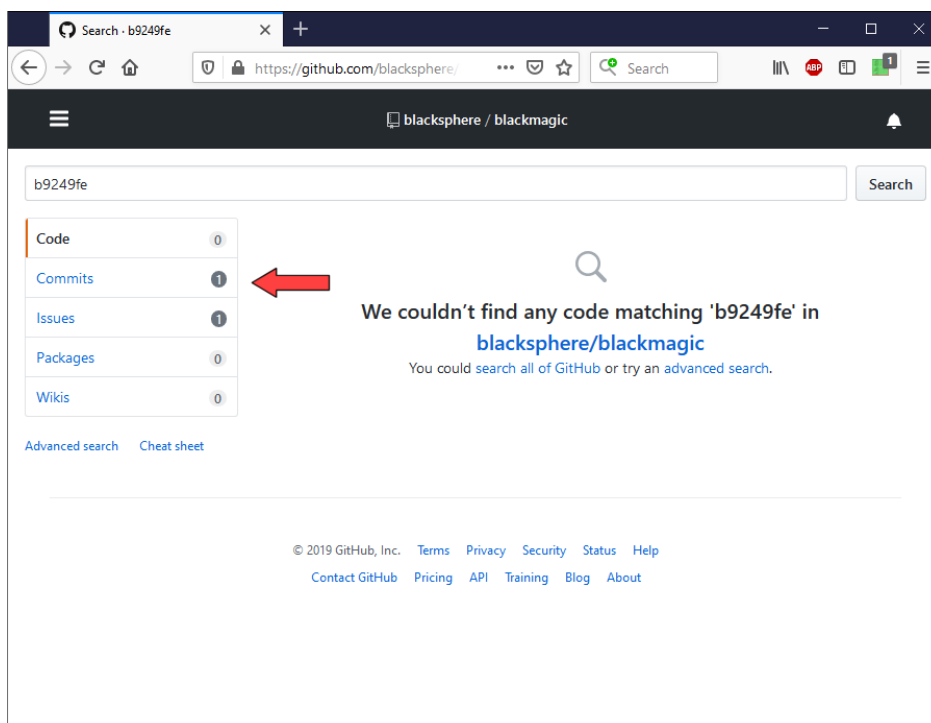 Search · b9249fe
https://github.com/blacksphere/
Search
ABP
1
blacksphere / blackmagic
b9249fe
Search
Code 0
Commits 1
Issues 1
Packages 0
Wikis 0
Advanced search Cheat sheet
We couldn’t find any code matching 'b9249fe' in
blacksphere/blackmagic
You could search all of GitHub or try an advanced search.
© 2019 GitHub, Inc. Terms Privacy Security Status Help
Contact GitHub Pricing API Training Blog About